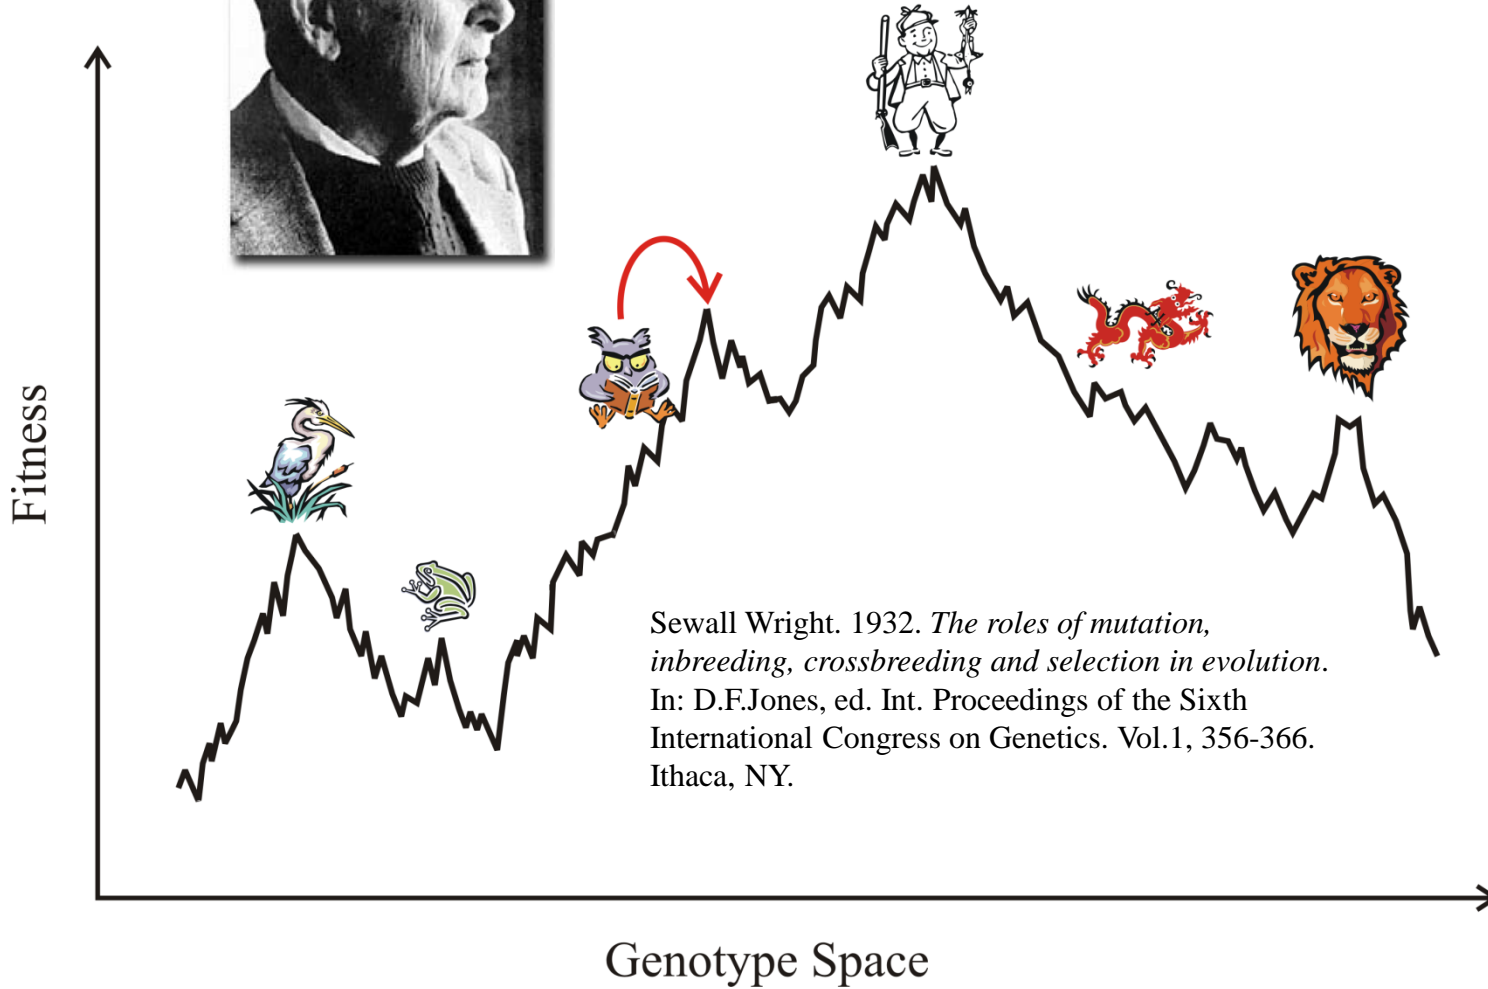 Fitness
Sewall Wright. 1932. The roles of mutation,
inbreeding, crossbreeding and selection in evolution.
In: D.F.Jones, ed. Int. Proceedings of the Sixth
International Congress on Genetics. Vol.1, 356-366.
Ithaca, NY.
Genotype Space